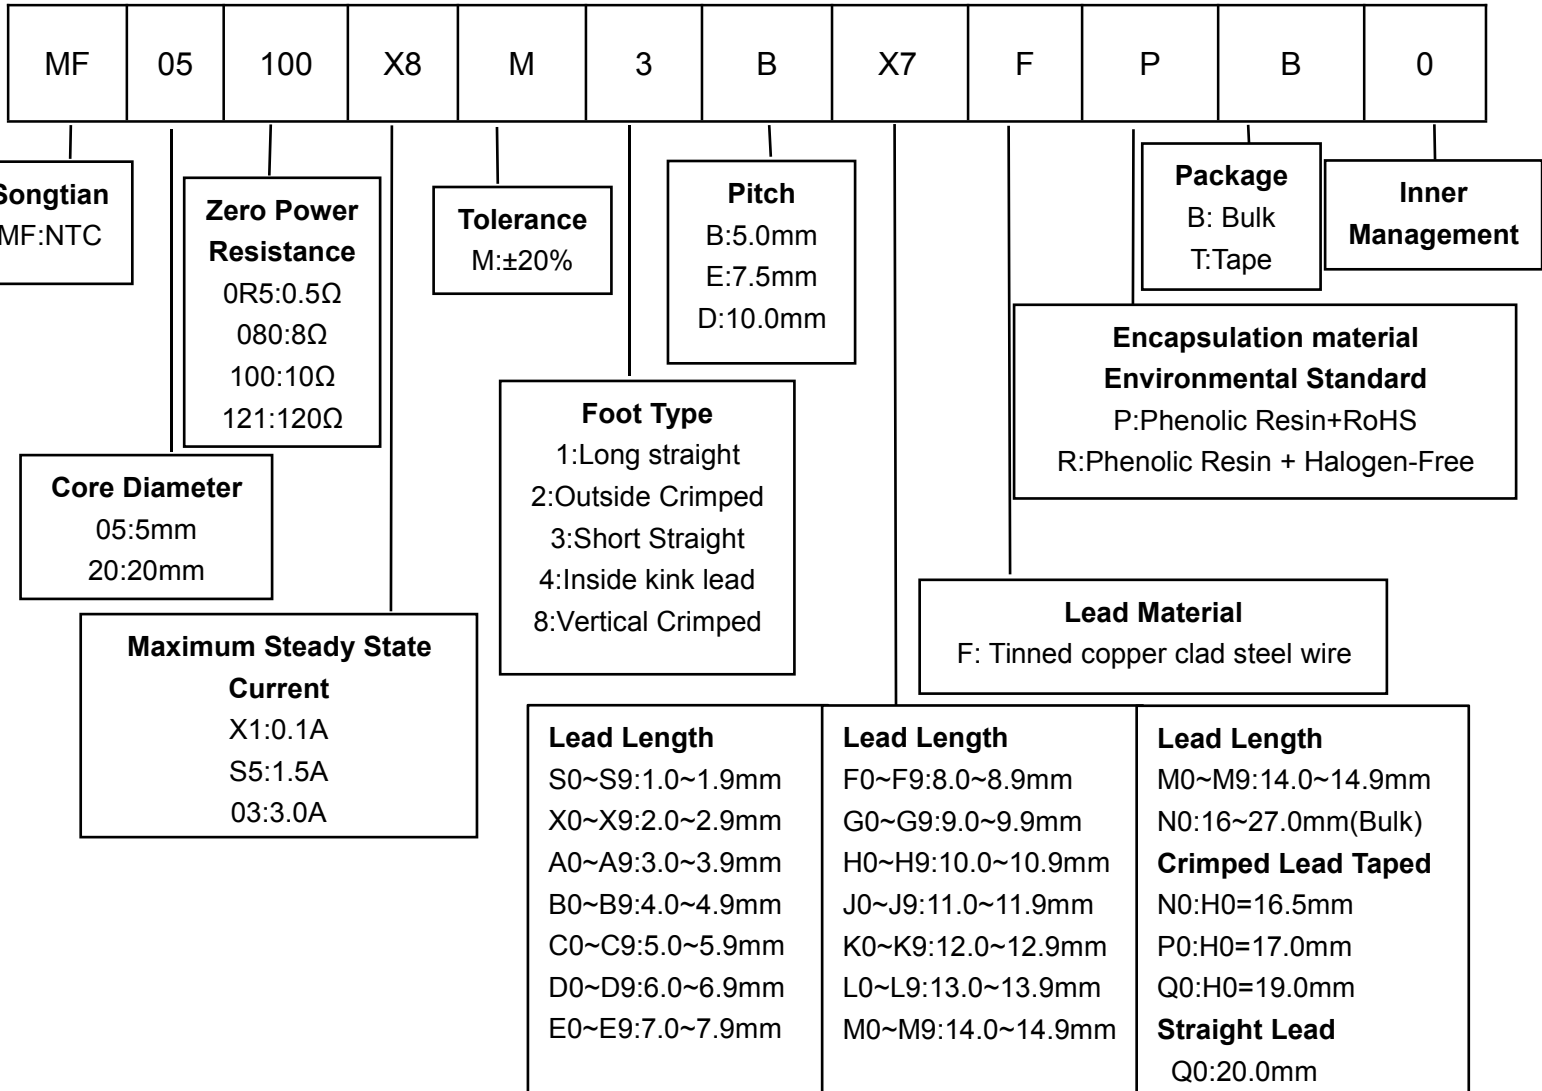 MF 05 100 X8 M 3 B X7 F P B 0
Songtian
MF:NTC
Zero Power
Resistance
0R5:0.5Ω
080:8Ω
100:10Ω
121:120Ω
Tolerance
M:±20%
Pitch
B:5.0mm
E:7.5mm
D:10.0mm
Package
B: Bulk
T:Tape
Inner
Management
Encapsulation material
Environmental Standard
P:Phenolic Resin+RoHS
R:Phenolic Resin + Halogen-Free
Foot Type
1:Long straight
2:Outside Crimped
3:Short Straight
4:Inside kink lead
8:Vertical Crimped
Core Diameter
05:5mm
20:20mm
Lead Material
F: Tinned copper clad steel wire
Maximum Steady State
Current
X1:0.1A
S5:1.5A
03:3.0A
Lead Length
S0~S9:1.0~1.9mm
X0~X9:2.0~2.9mm
A0~A9:3.0~3.9mm
B0~B9:4.0~4.9mm
C0~C9:5.0~5.9mm
D0~D9:6.0~6.9mm
E0~E9:7.0~7.9mm
Lead Length
F0~F9:8.0~8.9mm
G0~G9:9.0~9.9mm
H0~H9:10.0~10.9mm
J0~J9:11.0~11.9mm
K0~K9:12.0~12.9mm
L0~L9:13.0~13.9mm
M0~M9:14.0~14.9mm
Lead Length
M0~M9:14.0~14.9mm
N0:16~27.0mm(Bulk)
Crimped Lead Taped
N0:H0=16.5mm
P0:H0=17.0mm
Q0:H0=19.0mm
Straight Lead
Q0:20.0mm